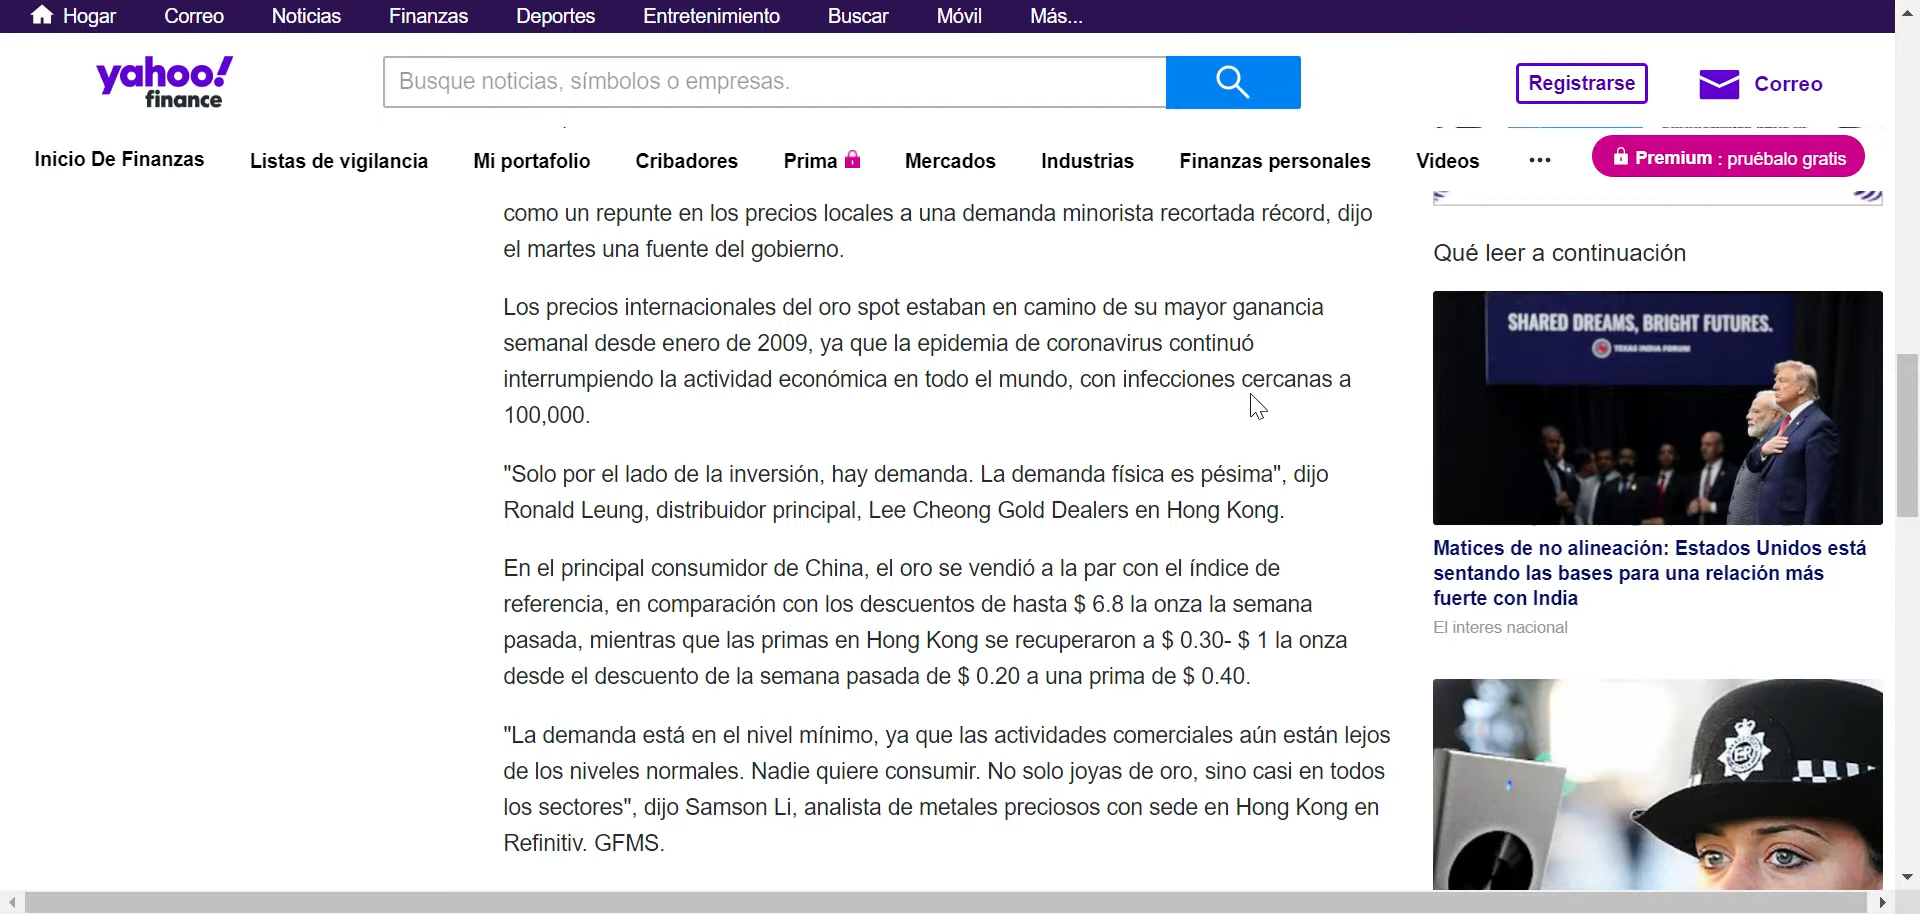 Hogar Correo Noticias Finanzas Deportes Entretenimiento Buscar Móvil Más...
yahoo!
finance
Busque noticias, símbolos o empresas.
Registrarse
Correo
Inicio De Finanzas Listas de vigilancia Mi portafolio Cribadores Prima Mercados Industrias Finanzas personales Videos ••• Premium : pruébalo gratis
como un repunte en los precios locales a una demanda minorista recortada récord, dijo
el martes una fuente del gobierno.
Los precios internacionales del oro spot estaban en camino de su mayor ganancia
semanal desde enero de 2009, ya que la epidemia de coronavirus continuó
interrumpiendo la actividad económica en todo el mundo, con infecciones cercanas a
100,000.
"Solo por el lado de la inversión, hay demanda. La demanda física es pésima", dijo
Ronald Leung, distribuidor principal, Lee Cheong Gold Dealers en Hong Kong.
En el principal consumidor de China, el oro se vendió a la par con el índice de
referencia, en comparación con los descuentos de hasta $ 6.8 la onza la semana
pasada, mientras que las primas en Hong Kong se recuperaron a $ 0.30- $ 1 la onza
desde el descuento de la semana pasada de $ 0.20 a una prima de $ 0.40.
"La demanda está en el nivel mínimo, ya que las actividades comerciales aún están lejos
de los niveles normales. Nadie quiere consumir. No solo joyas de oro, sino casi en todos
los sectores", dijo Samson Li, analista de metales preciosos con sede en Hong Kong en
Refinitiv. GFMS.
Qué leer a continuación
SHARED DREAMS, BRIGHT FUTURES.
TEXAS INDIA FORUM
Matices de no alineación: Estados Unidos está
sentando las bases para una relación más
fuerte con India
El interes nacional